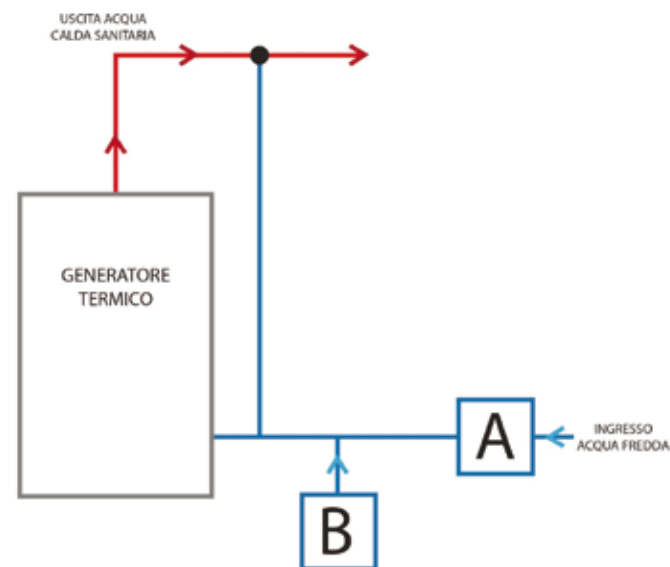 USCITA ACQUA
CALDA SANITARIA
GENERATORE
TERMICO
A
INGRESSO
ACQUA FREDDA
B